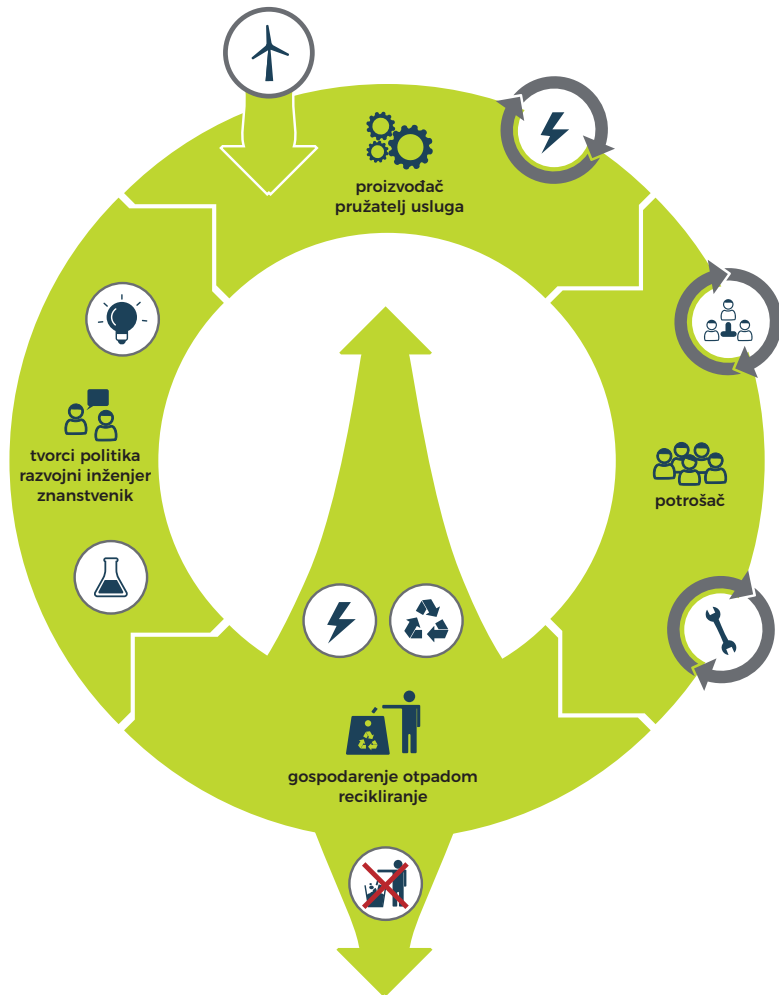 proizvođač
pružatelj usluga
tvorci politika
razvojni inženjer
znanstvenik
potrošač
gospodarenje otpadom
recikliranje